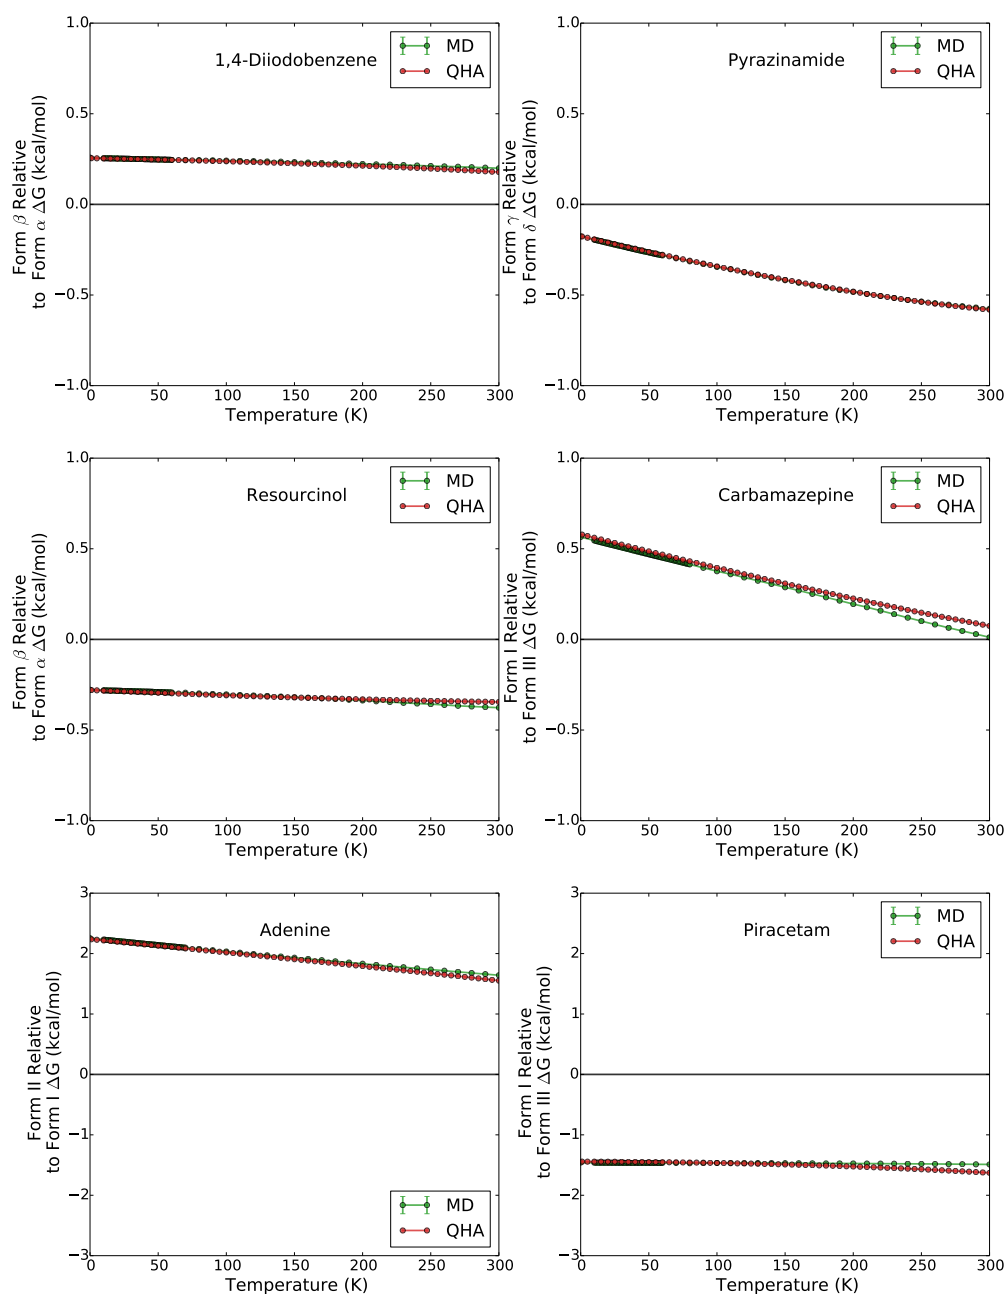 1.0
0.5
0.0
−0.5
−1.0
0 50 100 150 200 250 300
Temperature (K)
Form β Relative
to Form α ΔG (kcal/mol)
1,4-Diiodobenzene
MD
QHA
1.0
0.5
0.0
−0.5
−1.0
0 50 100 150 200 250 300
Temperature (K)
Form γ Relative
to Form δ ΔG (kcal/mol)
Pyrazinamide
MD
QHA
1.0
0.5
0.0
−0.5
−1.0
0 50 100 150 200 250 300
Temperature (K)
Form β Relative
to Form α ΔG (kcal/mol)
Resourcinol
MD
QHA
1.0
0.5
0.0
−0.5
−1.0
0 50 100 150 200 250 300
Temperature (K)
Form I Relative
to Form III ΔG (kcal/mol)
Carbamazepine
MD
QHA
3
2
1
0
−1
−2
−3
0 50 100 150 200 250 300
Temperature (K)
Form II Relative
to Form I ΔG (kcal/mol)
Adenine
MD
QHA
3
2
1
0
−1
−2
−3
0 50 100 150 200 250 300
Temperature (K)
Form I Relative
to Form III ΔG (kcal/mol)
Piracetam
MD
QHA